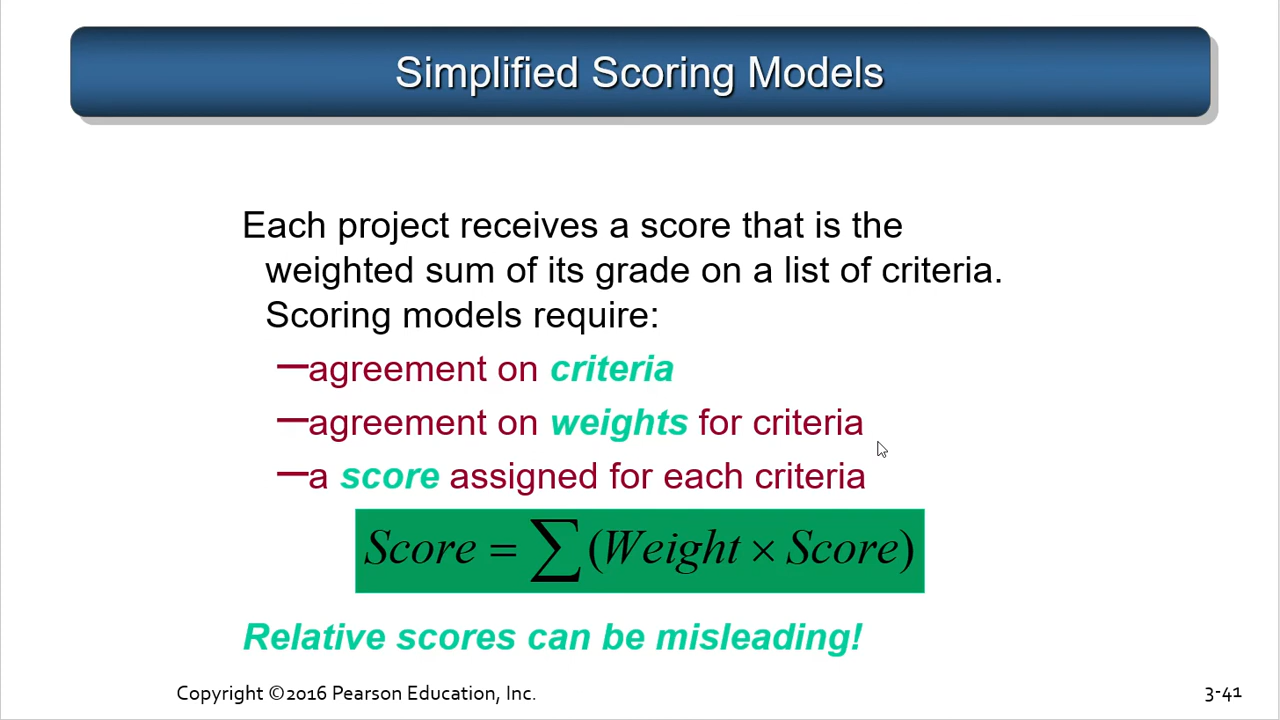 Simplified Scoring Models
Each project receives a score that is the
weighted sum of its grade on a list of criteria.
Scoring models require:
—agreement on criteria
—agreement on weights for criteria
—a score assigned for each criteria
Score = ∑ (Weight × Score)
Relative scores can be misleading!
Copyright ©2016 Pearson Education, Inc.
3-41